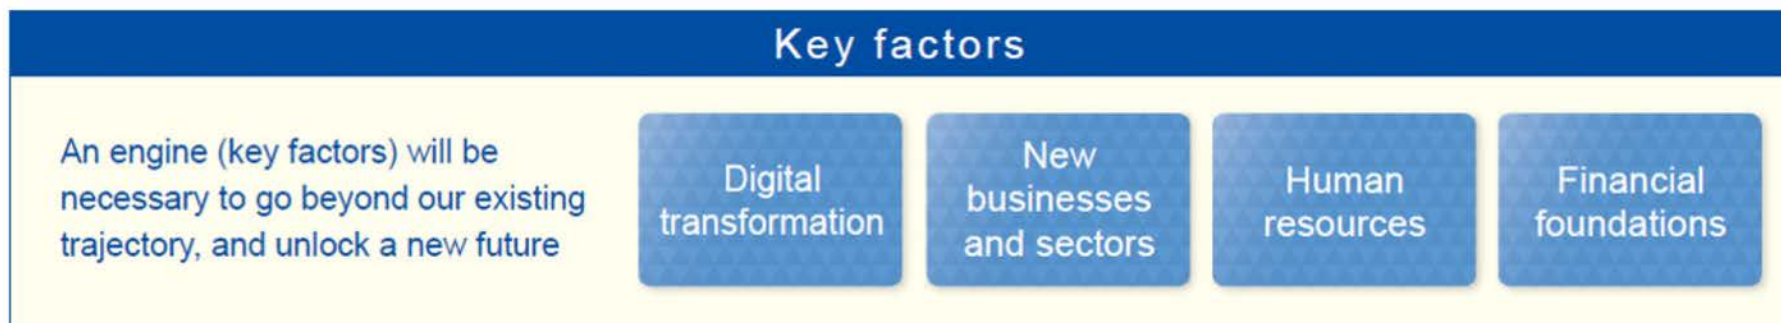 Key factors
An engine (key factors) will be
necessary to go beyond our existing
trajectory, and unlock a new future
Digital
transformation
New
businesses
and sectors
Human
resources
Financial
foundations